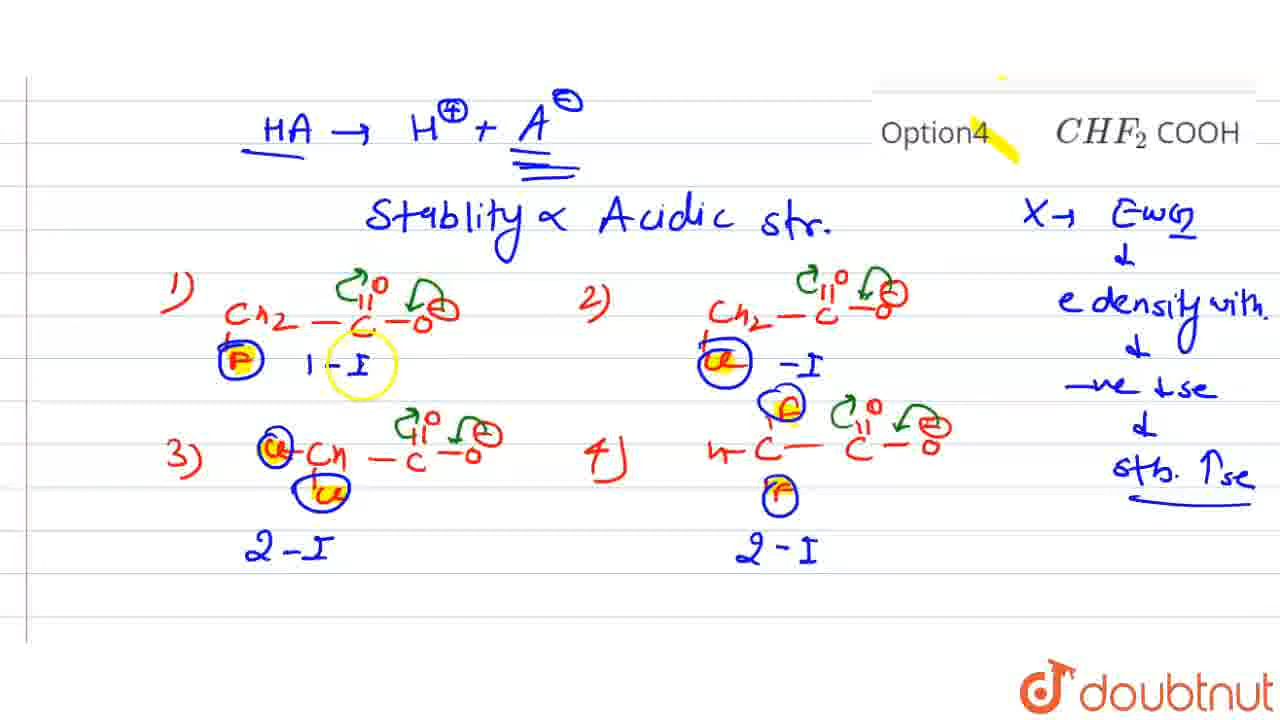 HA → H⊕ + A⊖
Option4 CHF₂ COOH
Stablity ∝ Acidic str.
X → EWG
↓
e density with.
↓
-ve ↓se
↓
stb. ↑se
1) CH₂ – C – O⊖
O
F
1 -I
2) CH₂ – C – O⊖
O
Cl
-I
3) Cl – CH – C – O⊖
O
Cl
2 -I
4) H – C – C – O⊖
F
O
F
2 -I
doubtnut